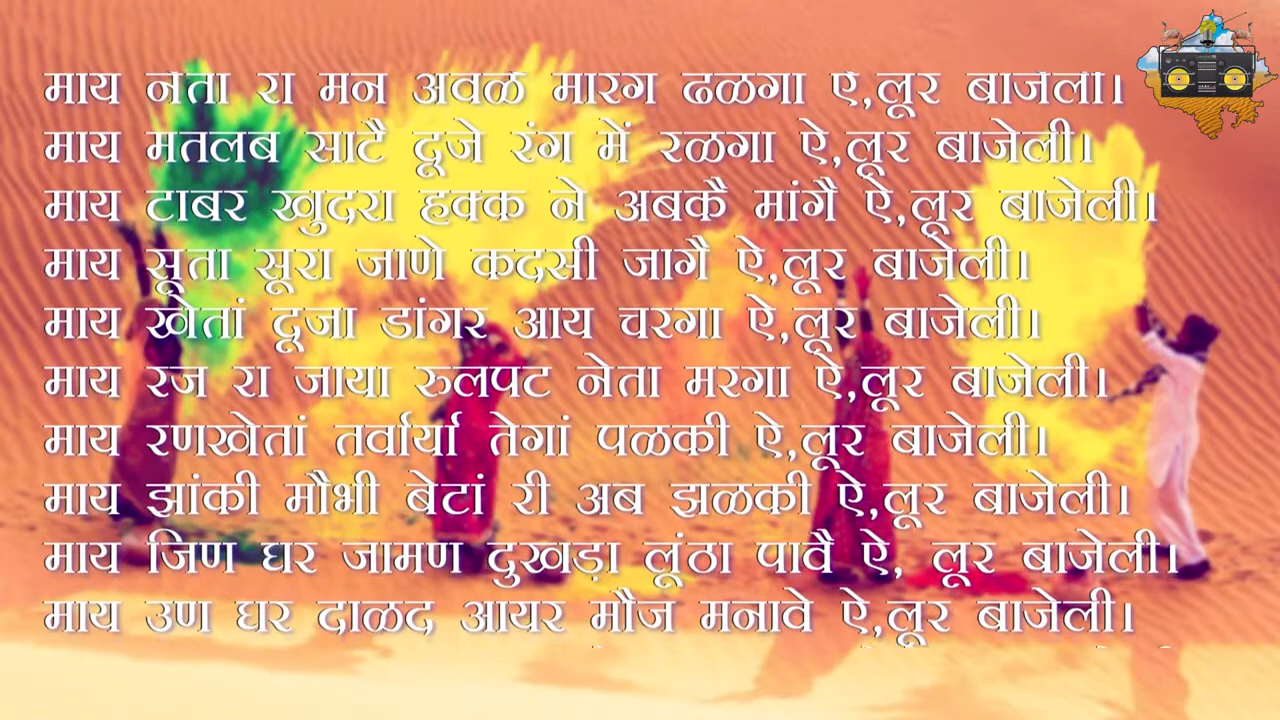 माय नेता रा मन अवळै मारग ढळगा ऐ,लूर बाजेली।
माय मतलब साटै दूजे रंग में रळगा ऐ,लूर बाजेली।
माय टाबर खुदरा हक्क ने अबकै मांगै ऐ,लूर बाजेली।
माय सूता सूरा जाणे कदसी जागै ऐ,लूर बाजेली।
माय खेतां दूजा डांगर आय चरगा ऐ,लूर बाजेली।
माय रज रा जाया रुलपट नेता मरगा ऐ,लूर बाजेली।
माय रणखेतां तर्वार्या तेगां पळकी ऐ,लूर बाजेली।
माय झांकी मौभी बेटां री अब झळकी ऐ,लूर बाजेली।
माय जिण घर जामण दुखड़ा लूंठा पावै ऐ, लूर बाजेली।
माय उण घर दाळद आयर मौज मनावे ऐ,लूर बाजेली।